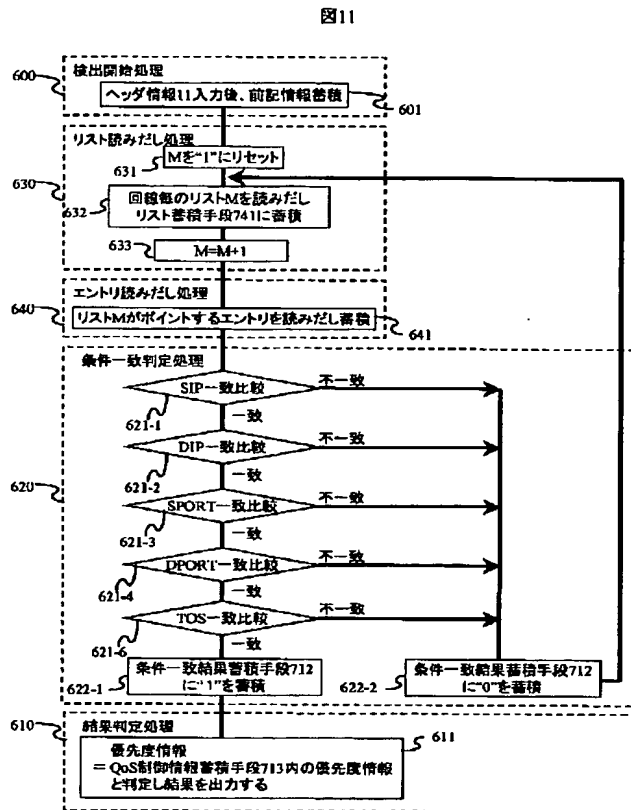 図11
600
検出開始処理
ヘッダ情報11入力後、前記情報蓄積
601
リスト読みだし処理
Mを“1”にリセット
631
630
632
回線毎のリストMを読みだし
リスト蓄積手段741に蓄積
633
M=M+1
エントリ読みだし処理
640
リストMがポイントするエントリを読みだし蓄積
641
条件一致判定処理
SIP一致比較
不一致
621-1
一致
DIP一致比較
不一致
621-2
一致
620
SPORT一致比較
不一致
621-3
一致
DPORT一致比較
不一致
621-4
一致
TOS一致比較
不一致
621-6
一致
条件一致結果蓄積手段712
に“1”を蓄積
622-1
条件一致結果蓄積手段712
に“0”を蓄積
622-2
610
結果判定処理
611
優先度情報
= QoS制御情報蓄積手段713内の優先度情報
と判定し結果を出力する